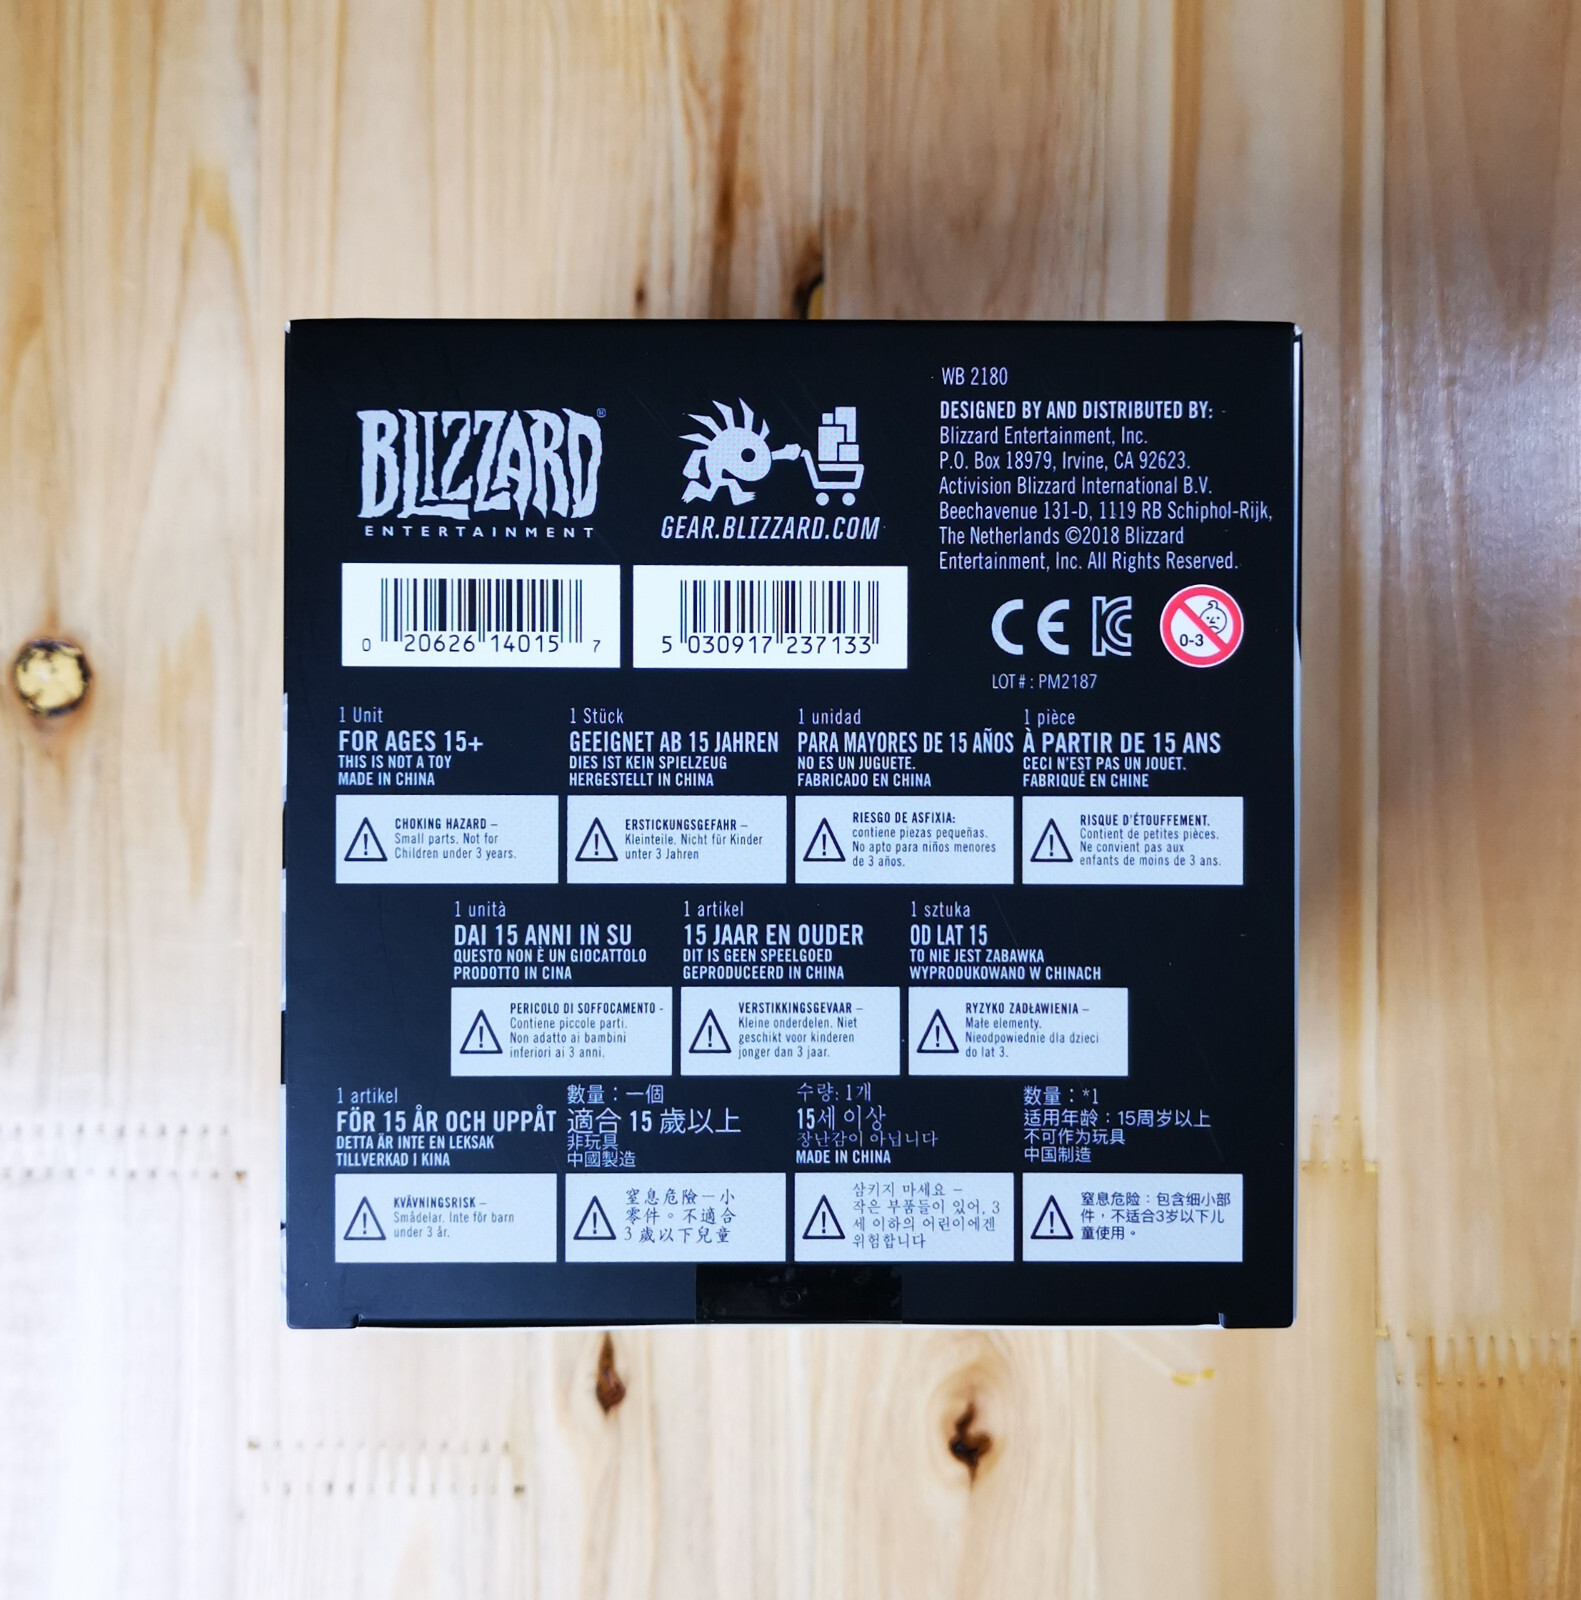 BLIZZARD®
ENTERTAINMENT
GEAR.BLIZZARD.COM
WB 2180
DESIGNED BY AND DISTRIBUTED BY:
Blizzard Entertainment, Inc.
P.O. Box 18979, Irvine, CA 92623.
Activision Blizzard International B.V.
Beechavenue 131-D, 1119 RB Schiphol-Rijk,
The Netherlands ©2018 Blizzard
Entertainment, Inc. All Rights Reserved.
0 20626 14015 7
5 030917 237133
CE
0-3
LOT# : PM2187
1 Unit
FOR AGES 15+
THIS IS NOT A TOY
MADE IN CHINA
CHOKING HAZARD –
Small parts. Not for
Children under 3 years.
1 Stück
GEEIGNET AB 15 JAHREN
DIES IST KEIN SPIELZEUG
HERGESTELLT IN CHINA
ERSTICKUNGSGEFAHR –
Kleinteile. Nicht für Kinder
unter 3 Jahren
1 unidad
PARA MAYORES DE 15 AÑOS
NO ES UN JUGUETE.
FABRICADO EN CHINA
RIESGO DE ASFIXIA:
contiene piezas pequeñas.
No apto para niños menores
de 3 años.
1 pièce
À PARTIR DE 15 ANS
CECI N'EST PAS UN JOUET.
FABRIQUÉ EN CHINE
RISQUE D'ÉTOUFFEMENT.
Contient de petites pièces.
Ne convient pas aux
enfants de moins de 3 ans.
1 unità
DAI 15 ANNI IN SU
QUESTO NON È UN GIOCATTOLO
PRODOTTO IN CINA
PERICOLO DI SOFFOCAMENTO -
Contiene piccole parti.
Non adatto ai bambini
inferiori ai 3 anni.
1 artikel
15 JAAR EN OUDER
DIT IS GEEN SPEELGOED
GEPRODUCEERD IN CHINA
VERSTIKKINGSGEVAAR –
Kleine onderdelen. Niet
geschikt voor kinderen
jonger dan 3 jaar.
1 sztuka
OD LAT 15
TO NIE JEST ZABAWKA
WYPRODUKOWANO W CHINACH
RYZYKO ZADŁAWIENIA –
Małe elementy.
Nieodpowiednie dla dzieci
do lat 3.
1 artikel
FÖR 15 ÅR OCH UPPÅT
DETTA ÄR INTE EN LEKSAK
TILLVERKAD I KINA
KVÄVNINGSRISK –
Smådelar. Inte för barn
under 3 år.
數量：一個
適合 15 歲以上
非玩具
中國製造
窒息危險－小
零件。不適合
3 歲以下兒童
수량: 1개
15세 이상
장난감이 아닙니다
MADE IN CHINA
삼키지 마세요 –
작은 부품들이 있어, 3
세 이하의 어린이에겐
위험합니다
数量：*1
适用年龄：15周岁以上
不可作为玩具
中国制造
窒息危险：包含细小部
件，不适合3岁以下儿
童使用。